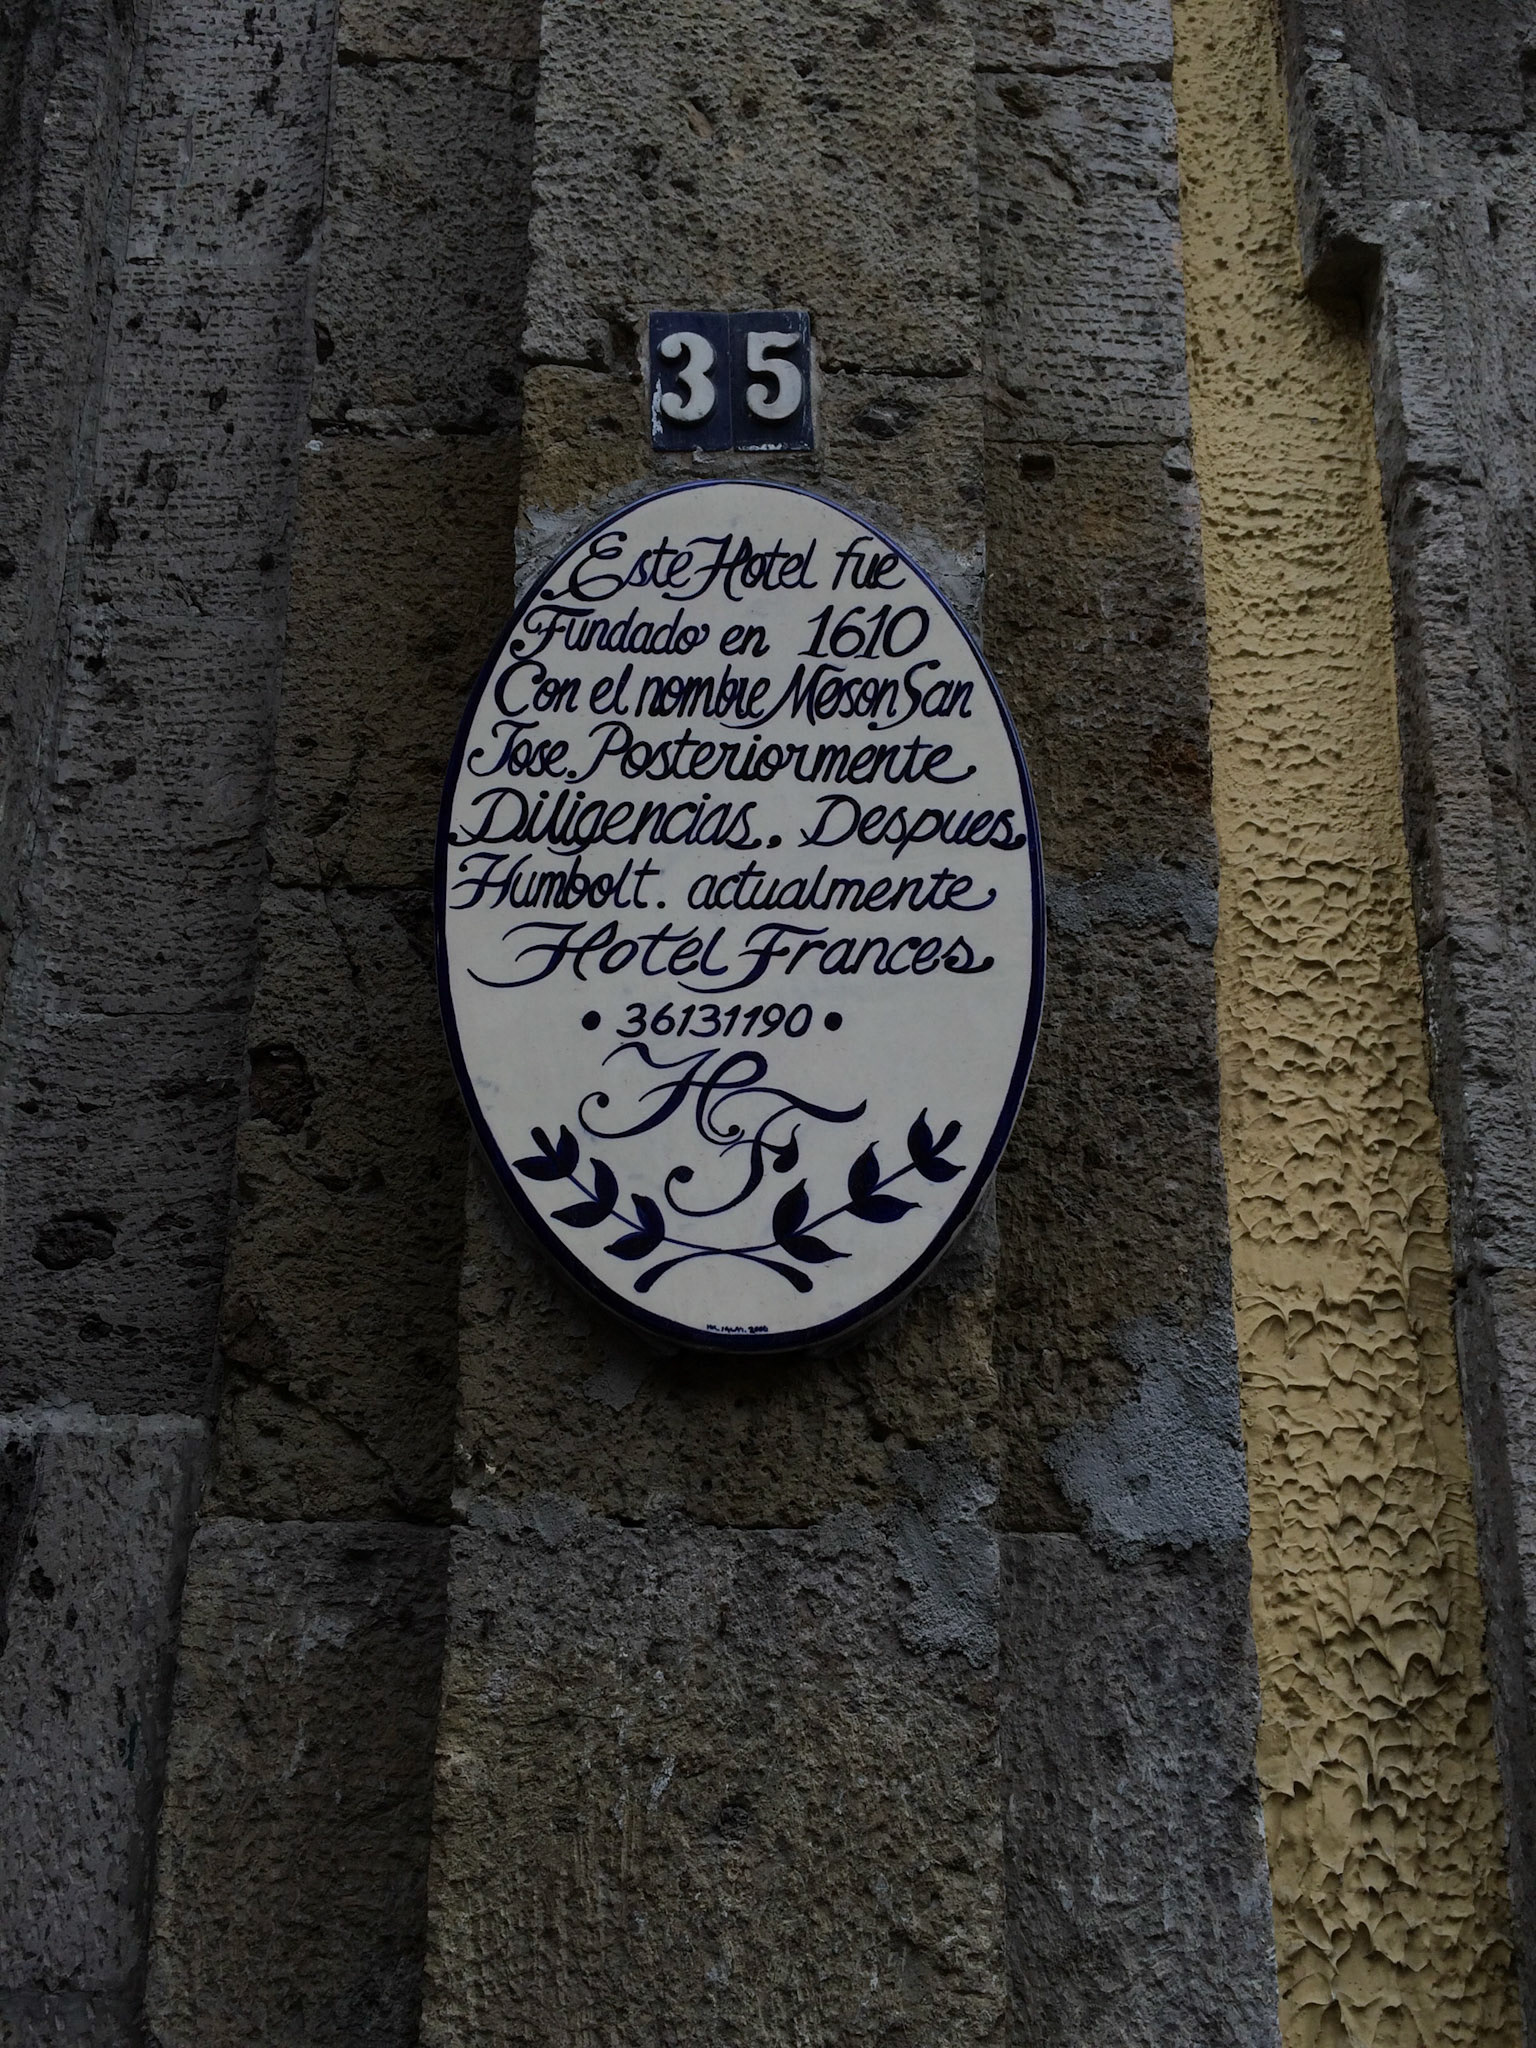 35
Este Hotel fue
Fundado en 1610
Con el nombre Meson San
Jose. Posteriormente
Diligencias. Despues
Humbolt. actualmente
Hotel Frances
• 36131190 •
HF